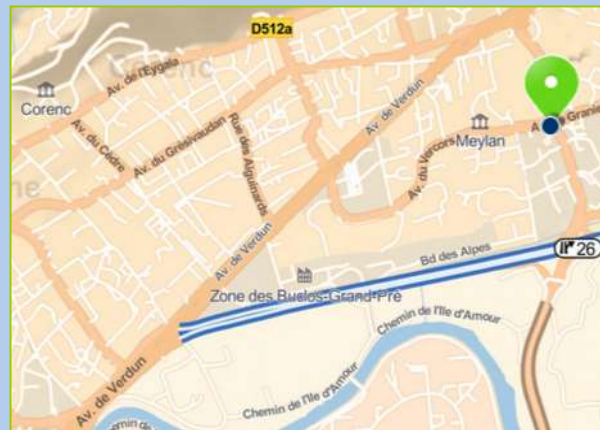 D512a
Corenc
Av. de l'Eygala
Corenc
Av. de Verdun
Meylan
Av. du Vercors
Av. du Cèdre
Av. du Grésivaudan
Rue des Aiguinards
Av. de Verdun
Bd des Alpes
26
Zone des Buclos-Grand-Pré
Chemin de l'Ile d'Amour
Chemin de l'Ile d'Amour
Av. de Verdun